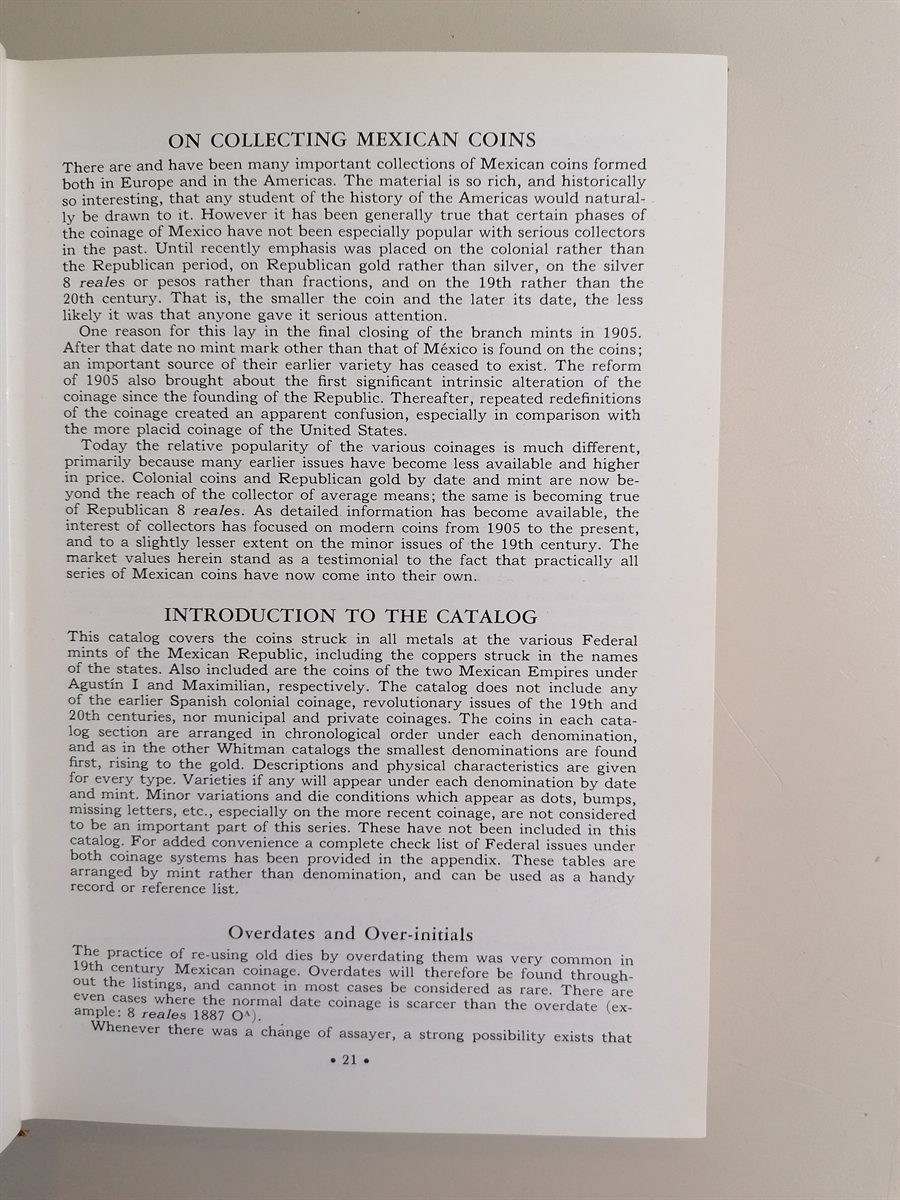 ON COLLECTING MEXICAN COINS
There are and have been many important collections of Mexican coins formed
both in Europe and in the Americas. The material is so rich, and historically
so interesting, that any student of the history of the Americas would natural-
ly be drawn to it. However it has been generally true that certain phases of
the coinage of Mexico have not been especially popular with serious collectors
in the past. Until recently emphasis was placed on the colonial rather than
the Republican period, on Republican gold rather than silver, on the silver
8 reales or pesos rather than fractions, and on the 19th rather than the
20th century. That is, the smaller the coin and the later its date, the less
likely it was that anyone gave it serious attention.
One reason for this lay in the final closing of the branch mints in 1905.
After that date no mint mark other than that of México is found on the coins;
an important source of their earlier variety has ceased to exist. The reform
of 1905 also brought about the first significant intrinsic alteration of the
coinage since the founding of the Republic. Thereafter, repeated redefinitions
of the coinage created an apparent confusion, especially in comparison with
the more placid coinage of the United States.
Today the relative popularity of the various coinages is much different,
primarily because many earlier issues have become less available and higher
in price. Colonial coins and Republican gold by date and mint are now be-
yond the reach of the collector of average means; the same is becoming true
of Republican 8 reales. As detailed information has become available, the
interest of collectors has focused on modern coins from 1905 to the present,
and to a slightly lesser extent on the minor issues of the 19th century. The
market values herein stand as a testimonial to the fact that practically all
series of Mexican coins have now come into their own.
INTRODUCTION TO THE CATALOG
This catalog covers the coins struck in all metals at the various Federal
mints of the Mexican Republic, including the coppers struck in the names
of the states. Also included are the coins of the two Mexican Empires under
Agustín I and Maximilian, respectively. The catalog does not include any
of the earlier Spanish colonial coinage, revolutionary issues of the 19th and
20th centuries, nor municipal and private coinages. The coins in each cata-
log section are arranged in chronological order under each denomination,
and as in the other Whitman catalogs the smallest denominations are found
first, rising to the gold. Descriptions and physical characteristics are given
for every type. Varieties if any will appear under each denomination by date
and mint. Minor variations and die conditions which appear as dots, bumps,
missing letters, etc., especially on the more recent coinage, are not considered
to be an important part of this series. These have not been included in this
catalog. For added convenience a complete check list of Federal issues under
both coinage systems has been provided in the appendix. These tables are
arranged by mint rather than denomination, and can be used as a handy
record or reference list.
Overdates and Over-initials
The practice of re-using old dies by overdating them was very common in
19th century Mexican coinage. Overdates will therefore be found through-
out the listings, and cannot in most cases be considered as rare. There are
even cases where the normal date coinage is scarcer than the overdate (ex-
ample: 8 reales 1887 Oᴬ).
Whenever there was a change of assayer, a strong possibility exists that
• 21 •